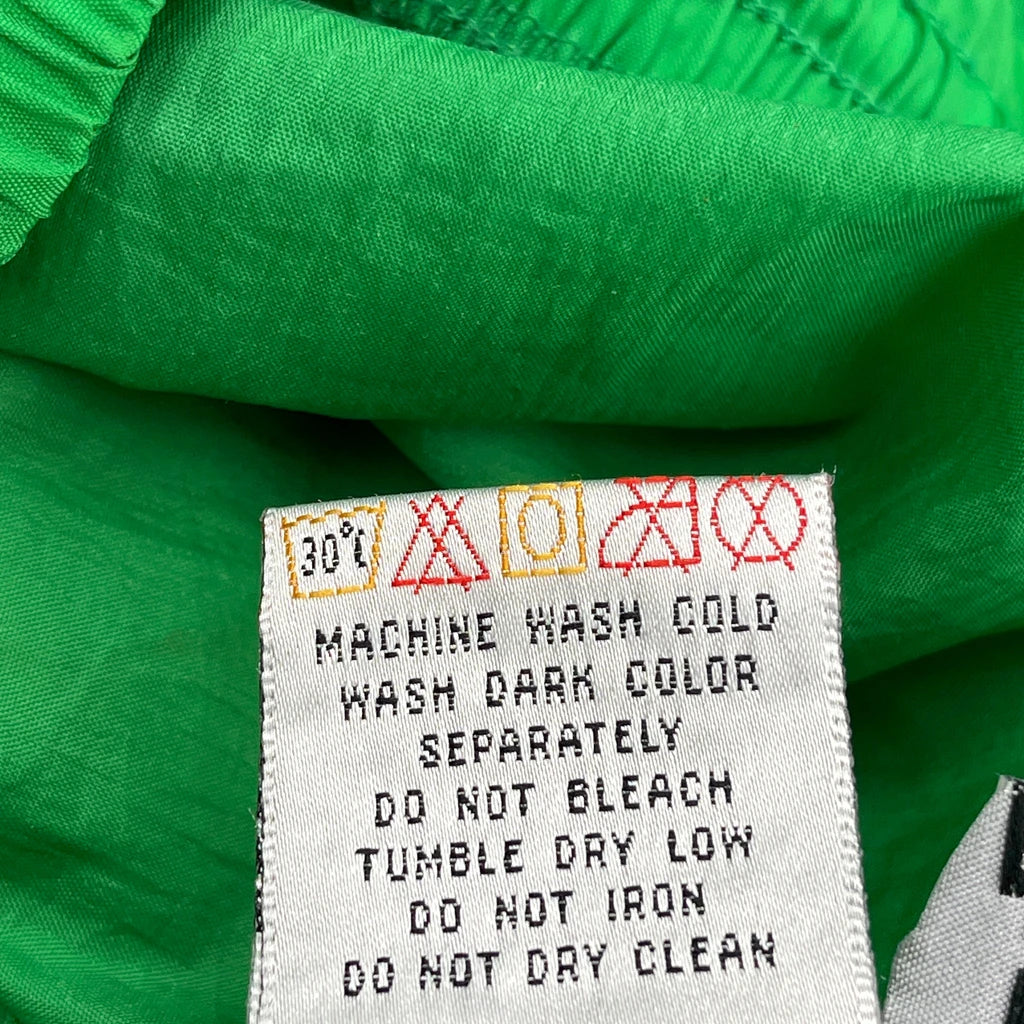 30°C
MACHINE WASH COLD
WASH DARK COLOR
SEPARATELY
DO NOT BLEACH
TUMBLE DRY LOW
DO NOT IRON
DO NOT DRY CLEAN